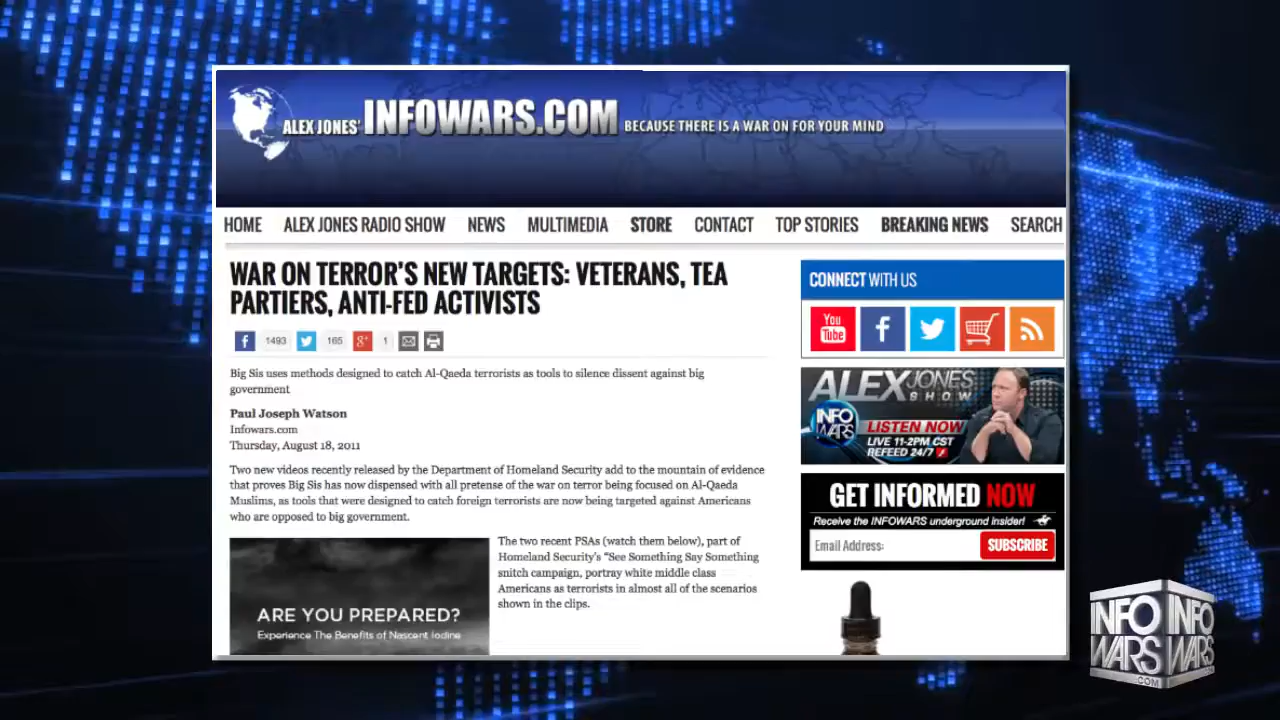 ALEX JONES' INFOWARS.COM BECAUSE THERE IS A WAR ON FOR YOUR MIND
HOME ALEX JONES RADIO SHOW NEWS MULTIMEDIA STORE CONTACT TOP STORIES BREAKING NEWS SEARCH
WAR ON TERROR'S NEW TARGETS: VETERANS, TEA
PARTIERS, ANTI-FED ACTIVISTS
f 1493 165 g+ 1
Big Sis uses methods designed to catch Al-Qaeda terrorists as tools to silence dissent against big
government
Paul Joseph Watson
Infowars.com
Thursday, August 18, 2011
Two new videos recently released by the Department of Homeland Security add to the mountain of evidence
that proves Big Sis has now dispensed with all pretense of the war on terror being focused on Al-Qaeda
Muslims, as tools that were designed to catch foreign terrorists are now being targeted against Americans
who are opposed to big government.
ARE YOU PREPARED?
Experience The Benefits of Nascent Iodine
The two recent PSAs (watch them below), part of
Homeland Security's "See Something Say Something
snitch campaign, portray white middle class
Americans as terrorists in almost all of the scenarios
shown in the clips.
CONNECT WITH US
You
Tube
f
ALEX JONES
SHOW
INFO
WARS
LISTEN NOW
LIVE 11-2PM CST
REFEED 24/7
GET INFORMED NOW
Receive the INFOWARS underground insider!
Email Address: SUBSCRIBE
INFO INFO
WARS WARS
.COM